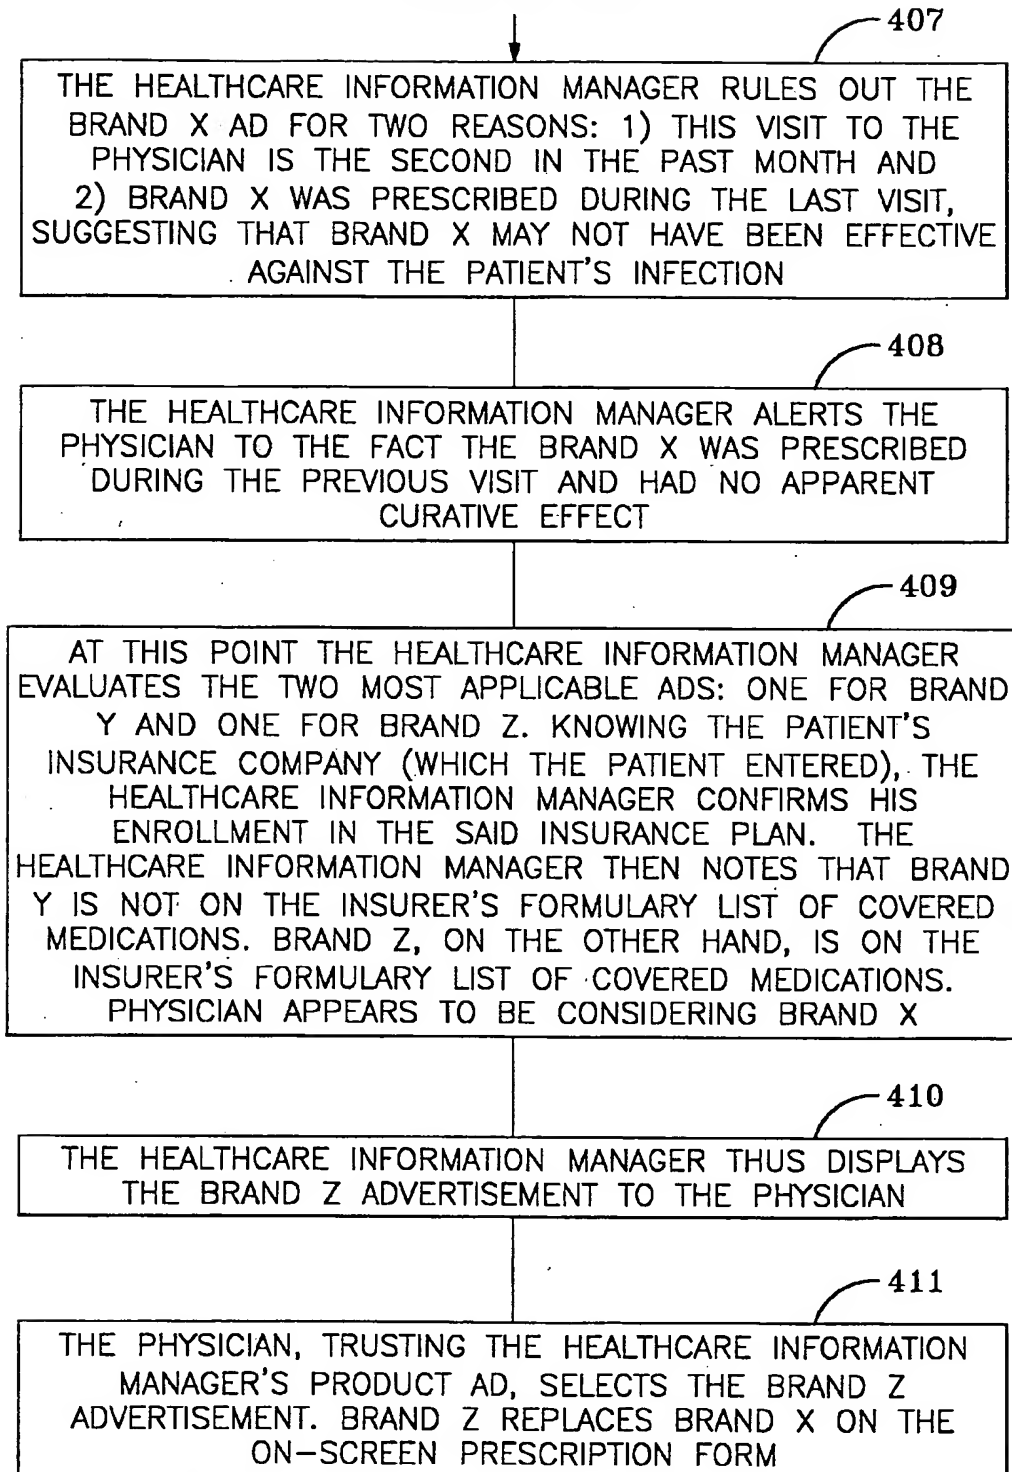 407
THE HEALTHCARE INFORMATION MANAGER RULES OUT THE
BRAND X AD FOR TWO REASONS: 1) THIS VISIT TO THE
PHYSICIAN IS THE SECOND IN THE PAST MONTH AND
2) BRAND X WAS PRESCRIBED DURING THE LAST VISIT,
SUGGESTING THAT BRAND X MAY NOT HAVE BEEN EFFECTIVE
AGAINST THE PATIENT'S INFECTION
408
THE HEALTHCARE INFORMATION MANAGER ALERTS THE
PHYSICIAN TO THE FACT THE BRAND X WAS PRESCRIBED
DURING THE PREVIOUS VISIT AND HAD NO APPARENT
CURATIVE EFFECT
409
AT THIS POINT THE HEALTHCARE INFORMATION MANAGER
EVALUATES THE TWO MOST APPLICABLE ADS: ONE FOR BRAND
Y AND ONE FOR BRAND Z. KNOWING THE PATIENT'S
INSURANCE COMPANY (WHICH THE PATIENT ENTERED), THE
HEALTHCARE INFORMATION MANAGER CONFIRMS HIS
ENROLLMENT IN THE SAID INSURANCE PLAN. THE
HEALTHCARE INFORMATION MANAGER THEN NOTES THAT BRAND
Y IS NOT ON THE INSURER'S FORMULARY LIST OF COVERED
MEDICATIONS. BRAND Z, ON THE OTHER HAND, IS ON THE
INSURER'S FORMULARY LIST OF COVERED MEDICATIONS.
PHYSICIAN APPEARS TO BE CONSIDERING BRAND X
410
THE HEALTHCARE INFORMATION MANAGER THUS DISPLAYS
THE BRAND Z ADVERTISEMENT TO THE PHYSICIAN
411
THE PHYSICIAN, TRUSTING THE HEALTHCARE INFORMATION
MANAGER'S PRODUCT AD, SELECTS THE BRAND Z
ADVERTISEMENT. BRAND Z REPLACES BRAND X ON THE
ON-SCREEN PRESCRIPTION FORM